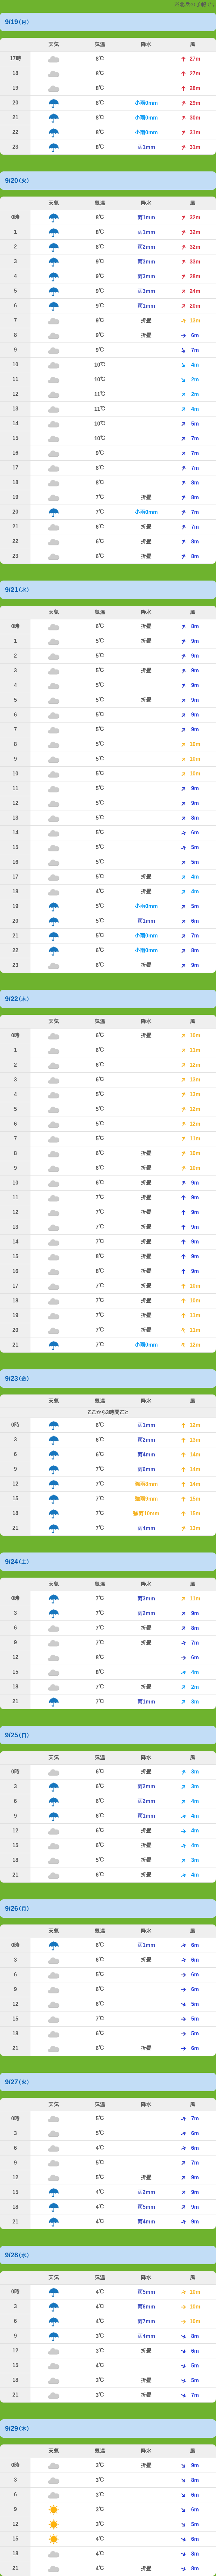 ※北岳の予報です
9/19(月)
天気 気温 降水 風
17時 8℃ 27m
18 8℃ 27m
19 8℃ 28m
20 8℃ 小雨0mm 29m
21 8℃ 小雨0mm 30m
22 8℃ 小雨0mm 31m
23 8℃ 雨1mm 31m
9/20(火)
天気 気温 降水 風
0時 8℃ 雨1mm 32m
1 8℃ 雨1mm 32m
2 8℃ 雨2mm 32m
3 9℃ 雨3mm 33m
4 9℃ 雨3mm 28m
5 9℃ 雨3mm 24m
6 9℃ 雨1mm 20m
7 9℃ 折畳 13m
8 9℃ 折畳 6m
9 9℃ 7m
10 10℃ 4m
11 10℃ 2m
12 11℃ 2m
13 11℃ 4m
14 10℃ 5m
15 10℃ 7m
16 9℃ 7m
17 8℃ 7m
18 8℃ 8m
19 7℃ 折畳 8m
20 7℃ 小雨0mm 7m
21 6℃ 折畳 7m
22 6℃ 折畳 8m
23 6℃ 折畳 8m
9/21(水)
天気 気温 降水 風
0時 6℃ 折畳 8m
1 5℃ 折畳 9m
2 5℃ 9m
3 5℃ 折畳 9m
4 5℃ 9m
5 5℃ 折畳 9m
6 5℃ 9m
7 5℃ 9m
8 5℃ 10m
9 5℃ 10m
10 5℃ 10m
11 5℃ 9m
12 5℃ 9m
13 5℃ 8m
14 5℃ 6m
15 5℃ 5m
16 5℃ 5m
17 5℃ 折畳 4m
18 4℃ 折畳 4m
19 5℃ 小雨0mm 5m
20 5℃ 雨1mm 6m
21 5℃ 小雨0mm 7m
22 6℃ 小雨0mm 8m
23 6℃ 折畳 9m
9/22(木)
天気 気温 降水 風
0時 6℃ 折畳 10m
1 6℃ 11m
2 6℃ 12m
3 6℃ 13m
4 5℃ 13m
5 5℃ 12m
6 5℃ 12m
7 5℃ 11m
8 6℃ 折畳 10m
9 6℃ 折畳 10m
10 6℃ 折畳 9m
11 7℃ 折畳 9m
12 7℃ 折畳 9m
13 7℃ 折畳 9m
14 7℃ 折畳 9m
15 8℃ 折畳 9m
16 8℃ 折畳 9m
17 7℃ 折畳 10m
18 7℃ 折畳 10m
19 7℃ 折畳 11m
20 7℃ 折畳 11m
21 7℃ 小雨0mm 12m
9/23(金)
天気 気温 降水 風
ここから3時間ごと
0時 6℃ 雨1mm 12m
3 6℃ 雨2mm 13m
6 6℃ 雨4mm 14m
9 7℃ 雨6mm 14m
12 7℃ 強雨8mm 14m
15 7℃ 強雨9mm 15m
18 7℃ 強雨10mm 15m
21 7℃ 雨4mm 13m
9/24(土)
天気 気温 降水 風
0時 7℃ 雨3mm 11m
3 7℃ 雨2mm 9m
6 7℃ 折畳 8m
9 7℃ 折畳 7m
12 8℃ 6m
15 8℃ 4m
18 7℃ 折畳 2m
21 7℃ 雨1mm 3m
9/25(日)
天気 気温 降水 風
0時 6℃ 折畳 3m
3 6℃ 雨2mm 3m
6 6℃ 雨2mm 4m
9 6℃ 雨1mm 4m
12 6℃ 折畳 4m
15 6℃ 折畳 4m
18 5℃ 折畳 3m
21 6℃ 折畳 4m
9/26(月)
天気 気温 降水 風
0時 6℃ 雨1mm 6m
3 6℃ 折畳 6m
6 5℃ 6m
9 6℃ 6m
12 6℃ 5m
15 7℃ 5m
18 6℃ 5m
21 6℃ 折畳 6m
9/27(火)
天気 気温 降水 風
0時 5℃ 7m
3 5℃ 6m
6 4℃ 6m
9 5℃ 7m
12 5℃ 折畳 9m
15 4℃ 雨2mm 9m
18 4℃ 雨5mm 9m
21 4℃ 雨4mm 9m
9/28(水)
天気 気温 降水 風
0時 4℃ 雨5mm 10m
3 4℃ 雨6mm 10m
6 4℃ 雨7mm 10m
9 3℃ 雨4mm 8m
12 3℃ 折畳 6m
15 4℃ 5m
18 3℃ 折畳 5m
21 3℃ 折畳 7m
9/29(木)
天気 気温 降水 風
0時 3℃ 折畳 9m
3 3℃ 8m
6 3℃ 6m
9 3℃ 6m
12 3℃ 5m
15 4℃ 6m
18 4℃ 8m
21 4℃ 折畳 8m